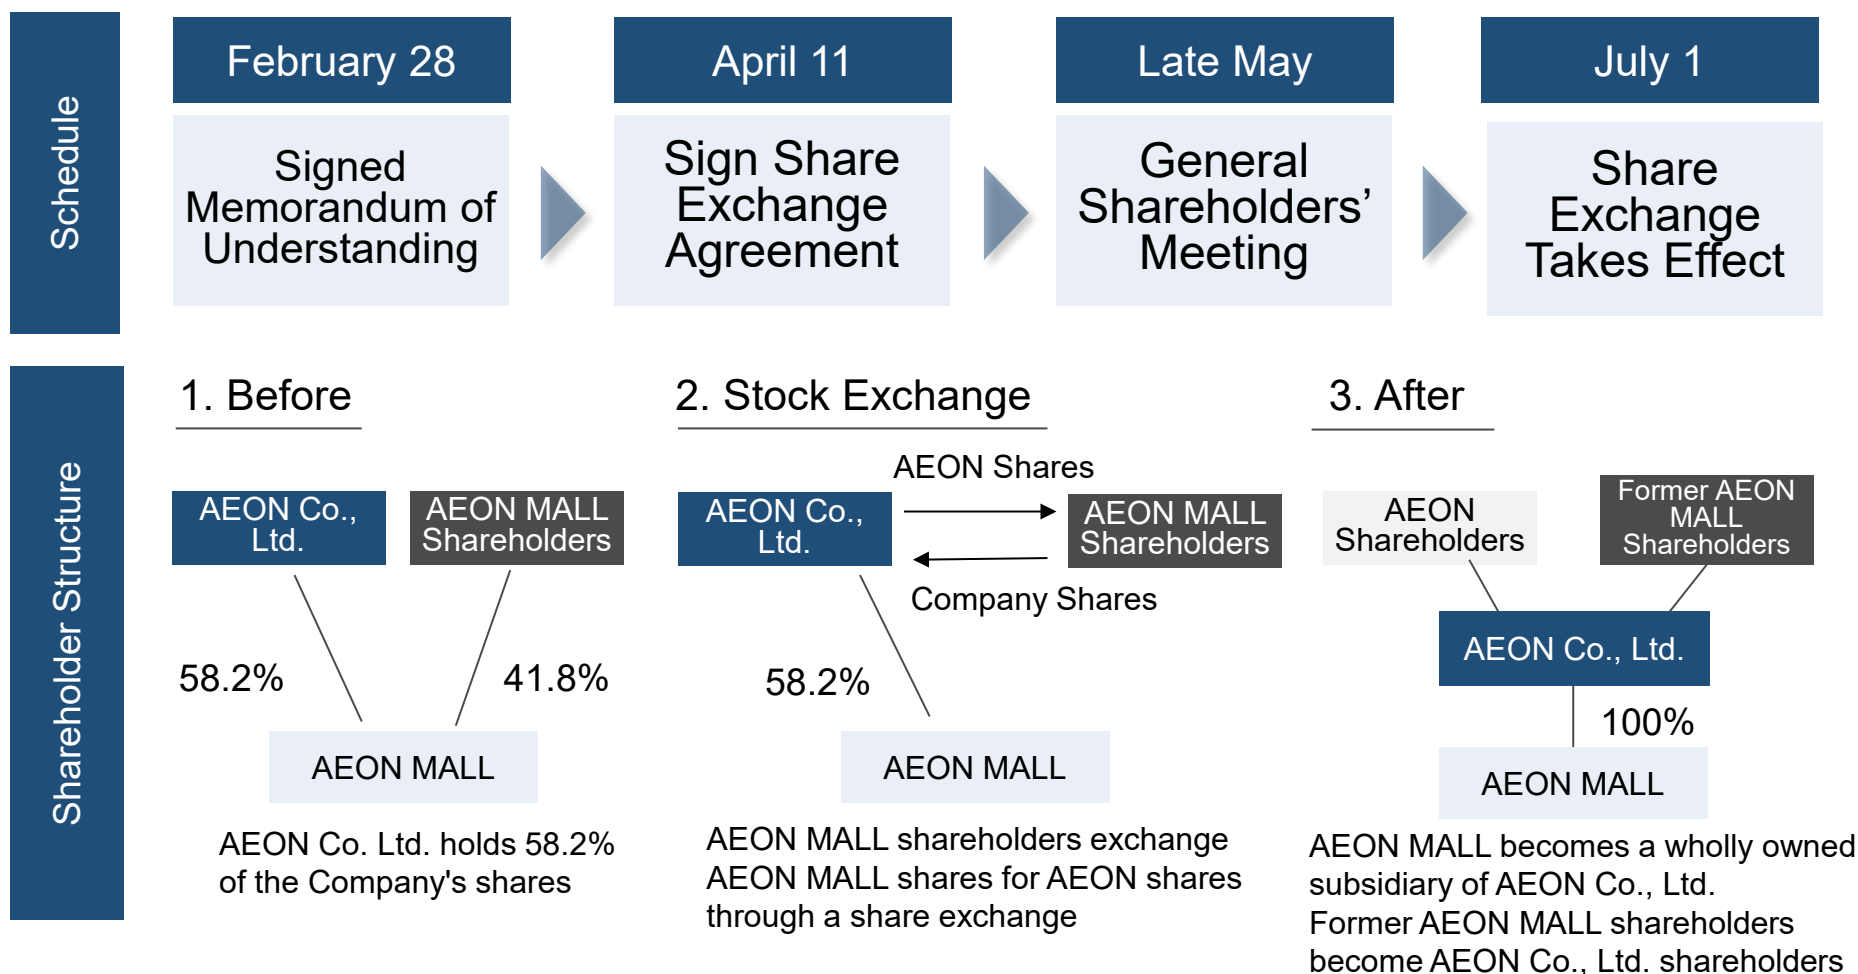 Schedule
February 28
April 11
Late May
July 1
Signed
Memorandum of
Understanding
Sign Share
Exchange
Agreement
General
Shareholders’
Meeting
Share
Exchange
Takes Effect
Shareholder Structure
1. Before
AEON Co.,
Ltd.
AEON MALL
Shareholders
58.2%
41.8%
AEON MALL
AEON Co. Ltd. holds 58.2%
of the Company's shares
2. Stock Exchange
AEON Shares
AEON Co.,
Ltd.
AEON MALL
Shareholders
Company Shares
58.2%
AEON MALL
AEON MALL shareholders exchange
AEON MALL shares for AEON shares
through a share exchange
3. After
AEON
Shareholders
Former AEON
MALL
Shareholders
AEON Co., Ltd.
100%
AEON MALL
AEON MALL becomes a wholly owned
subsidiary of AEON Co., Ltd.
Former AEON MALL shareholders
become AEON Co., Ltd. shareholders